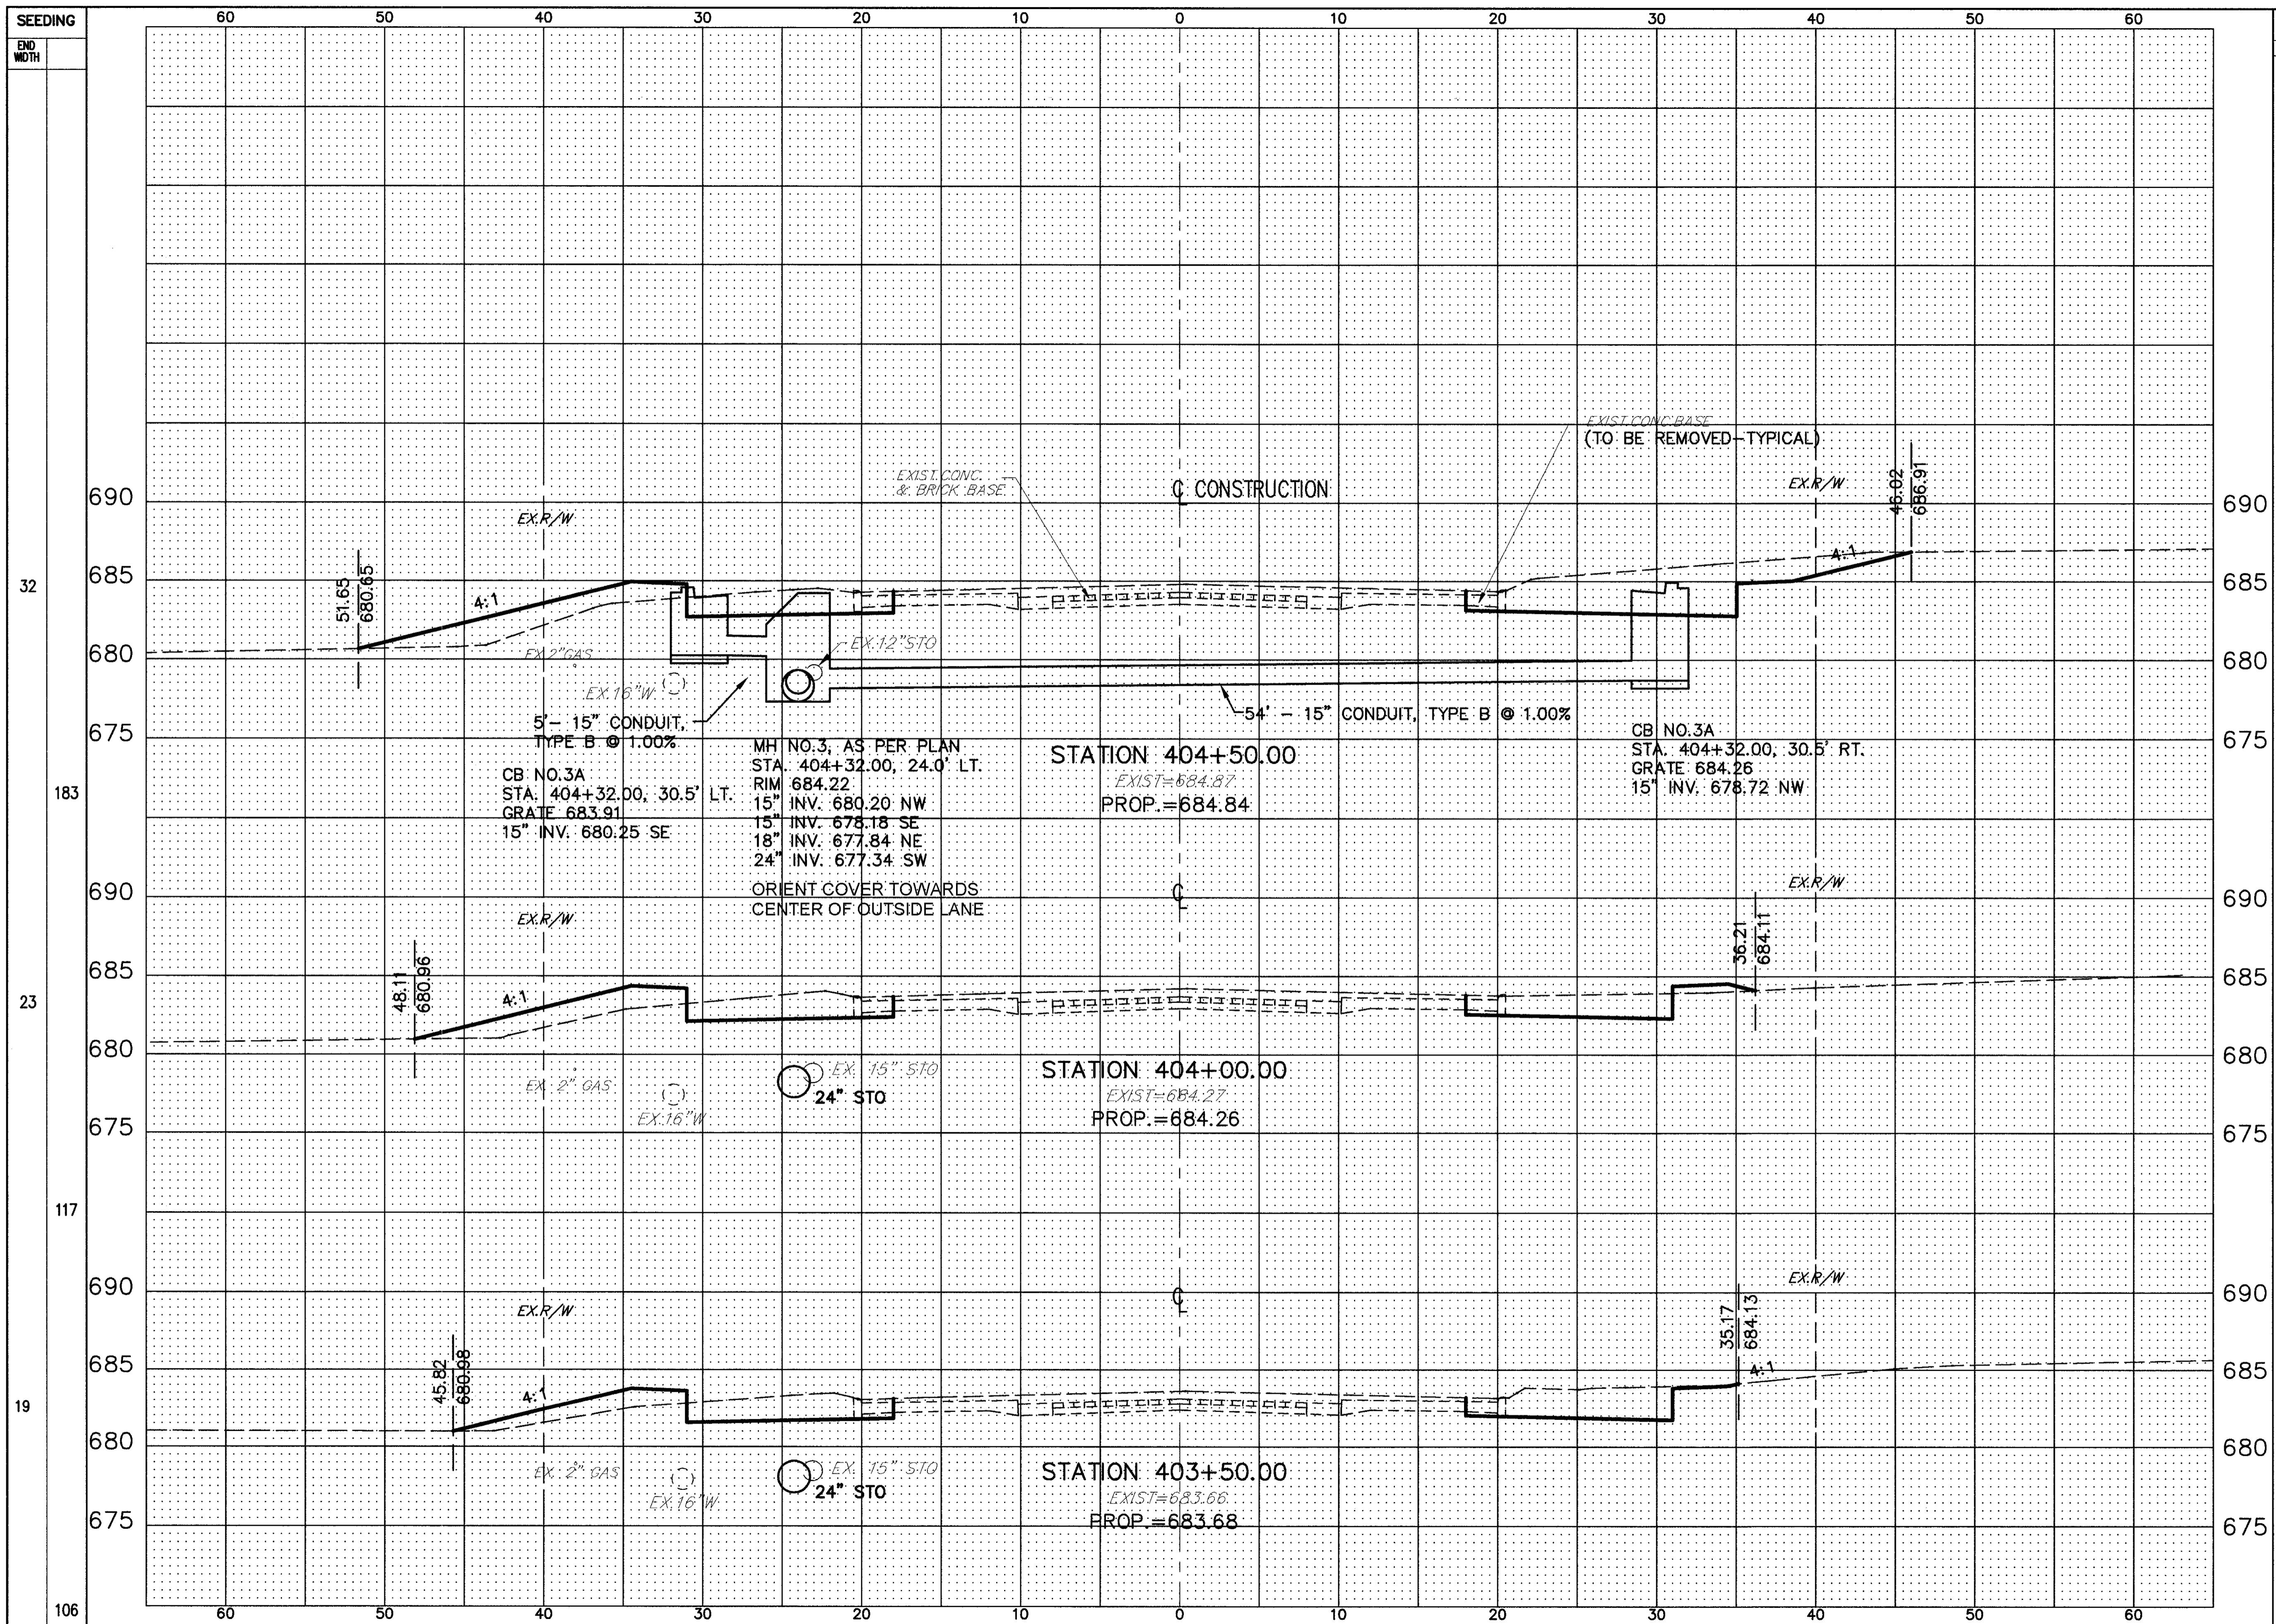 SEEDING
END
WIDTH
60 50 40 30 20 10 0 10 20 30 40 50 60
EXIST.CONC.BASE
(TO BE REMOVED-TYPICAL)
EXIST.CONC.
& BRICK BASE
℄ CONSTRUCTION
EX.R/W
EX.R/W
46.02
686.91
690
690
51.65
680.65
4:1
4:1
32
685
685
680
680
EX.2"GAS
EX.12"STO
EX.16"W
5'- 15" CONDUIT,
TYPE B @ 1.00%
54' - 15" CONDUIT, TYPE B @ 1.00%
675
675
CB NO.3A
STA. 404+32.00, 30.5' LT.
GRATE 683.91
15" INV. 680.25 SE
MH NO.3, AS PER PLAN
STA. 404+32.00, 24.0' LT.
RIM 684.22
15" INV. 680.20 NW
15" INV. 678.18 SE
18" INV. 677.84 NE
24" INV. 677.34 SW
ORIENT COVER TOWARDS
CENTER OF OUTSIDE LANE
STATION 404+50.00
EXIST=684.87
PROP.=684.84
CB NO.3A
STA. 404+32.00, 30.5' RT.
GRATE 684.26
15" INV. 678.72 NW
183
690
690
℄
EX.R/W
EX.R/W
48.11
680.96
4:1
36.21
684.11
685
685
23
680
680
EX. 2" GAS
EX.16"W
EX. 15" STO
24" STO
STATION 404+00.00
EXIST=684.27
PROP.=684.26
675
675
117
690
690
℄
EX.R/W
EX.R/W
45.82
680.98
4:1
35.17
684.13
4:1
685
685
19
680
680
EX. 2" GAS
EX.16"W
EX. 15" STO
24" STO
STATION 403+50.00
EXIST=683.66
PROP.=683.68
675
675
106
60 50 40 30 20 10 0 10 20 30 40 50 60